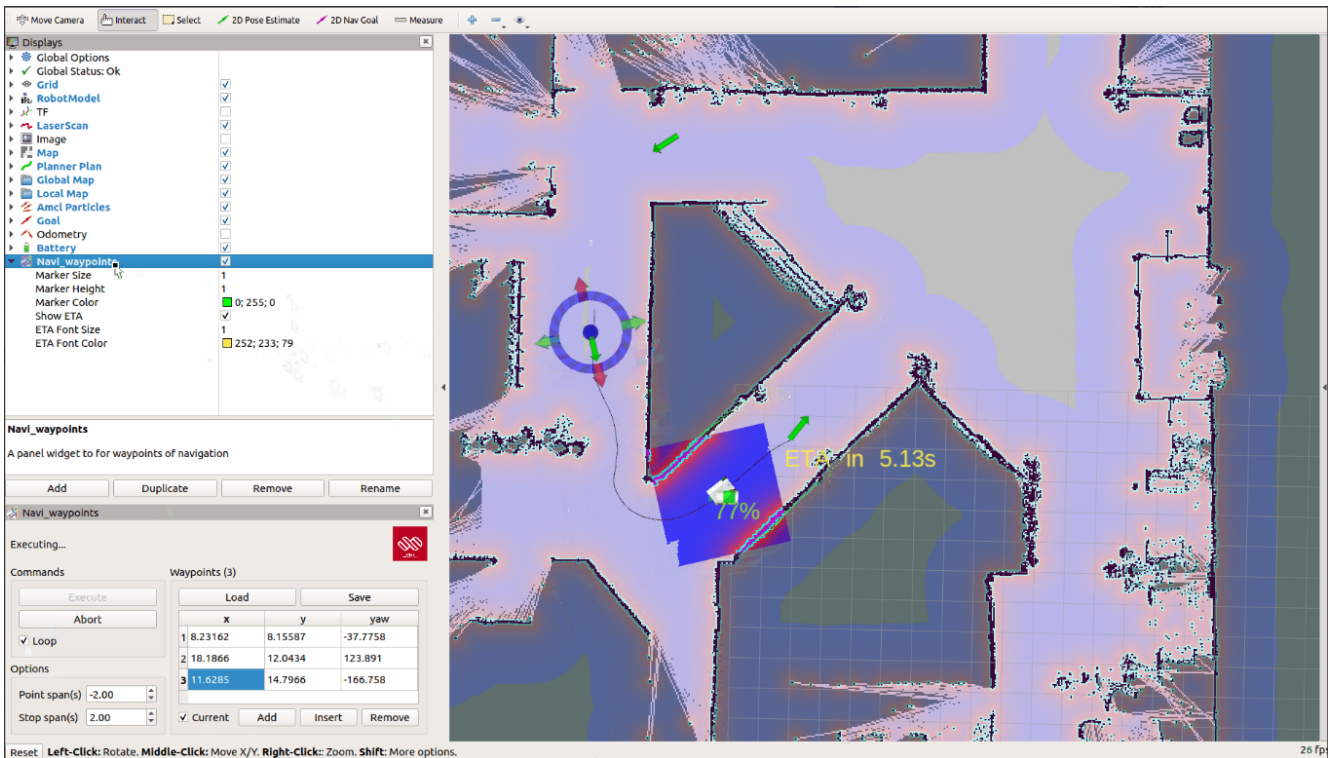 Move Camera Interact Select 2D Pose Estimate 2D Nav Goal Measure
Displays
Global Options
Global Status: Ok
Grid
RobotModel
TF
LaserScan
Image
Map
Planner Plan
Global Map
Local Map
Amcl Particles
Goal
Odometry
Battery
Navi_waypoints
Marker Size 1
Marker Height 1
Marker Color 0; 255; 0
Show ETA
ETA Font Size 1
ETA Font Color 252; 233; 79
Navi_waypoints
A panel widget to for waypoints of navigation
Add Duplicate Remove Rename
Navi_waypoints
Executing...
Commands
Execute
Abort
Loop
Options
Point span(s) -2.00
Stop span(s) 2.00
Waypoints (3)
Load Save
x y yaw
1 8.23162 8.15587 -37.7758
2 18.1866 12.0434 123.891
3 11.6285 14.7966 -166.758
Current Add Insert Remove
ETA in 5.13s
77%
Reset Left-Click: Rotate. Middle-Click: Move X/Y. Right-Click:: Zoom. Shift: More options.
26 fps